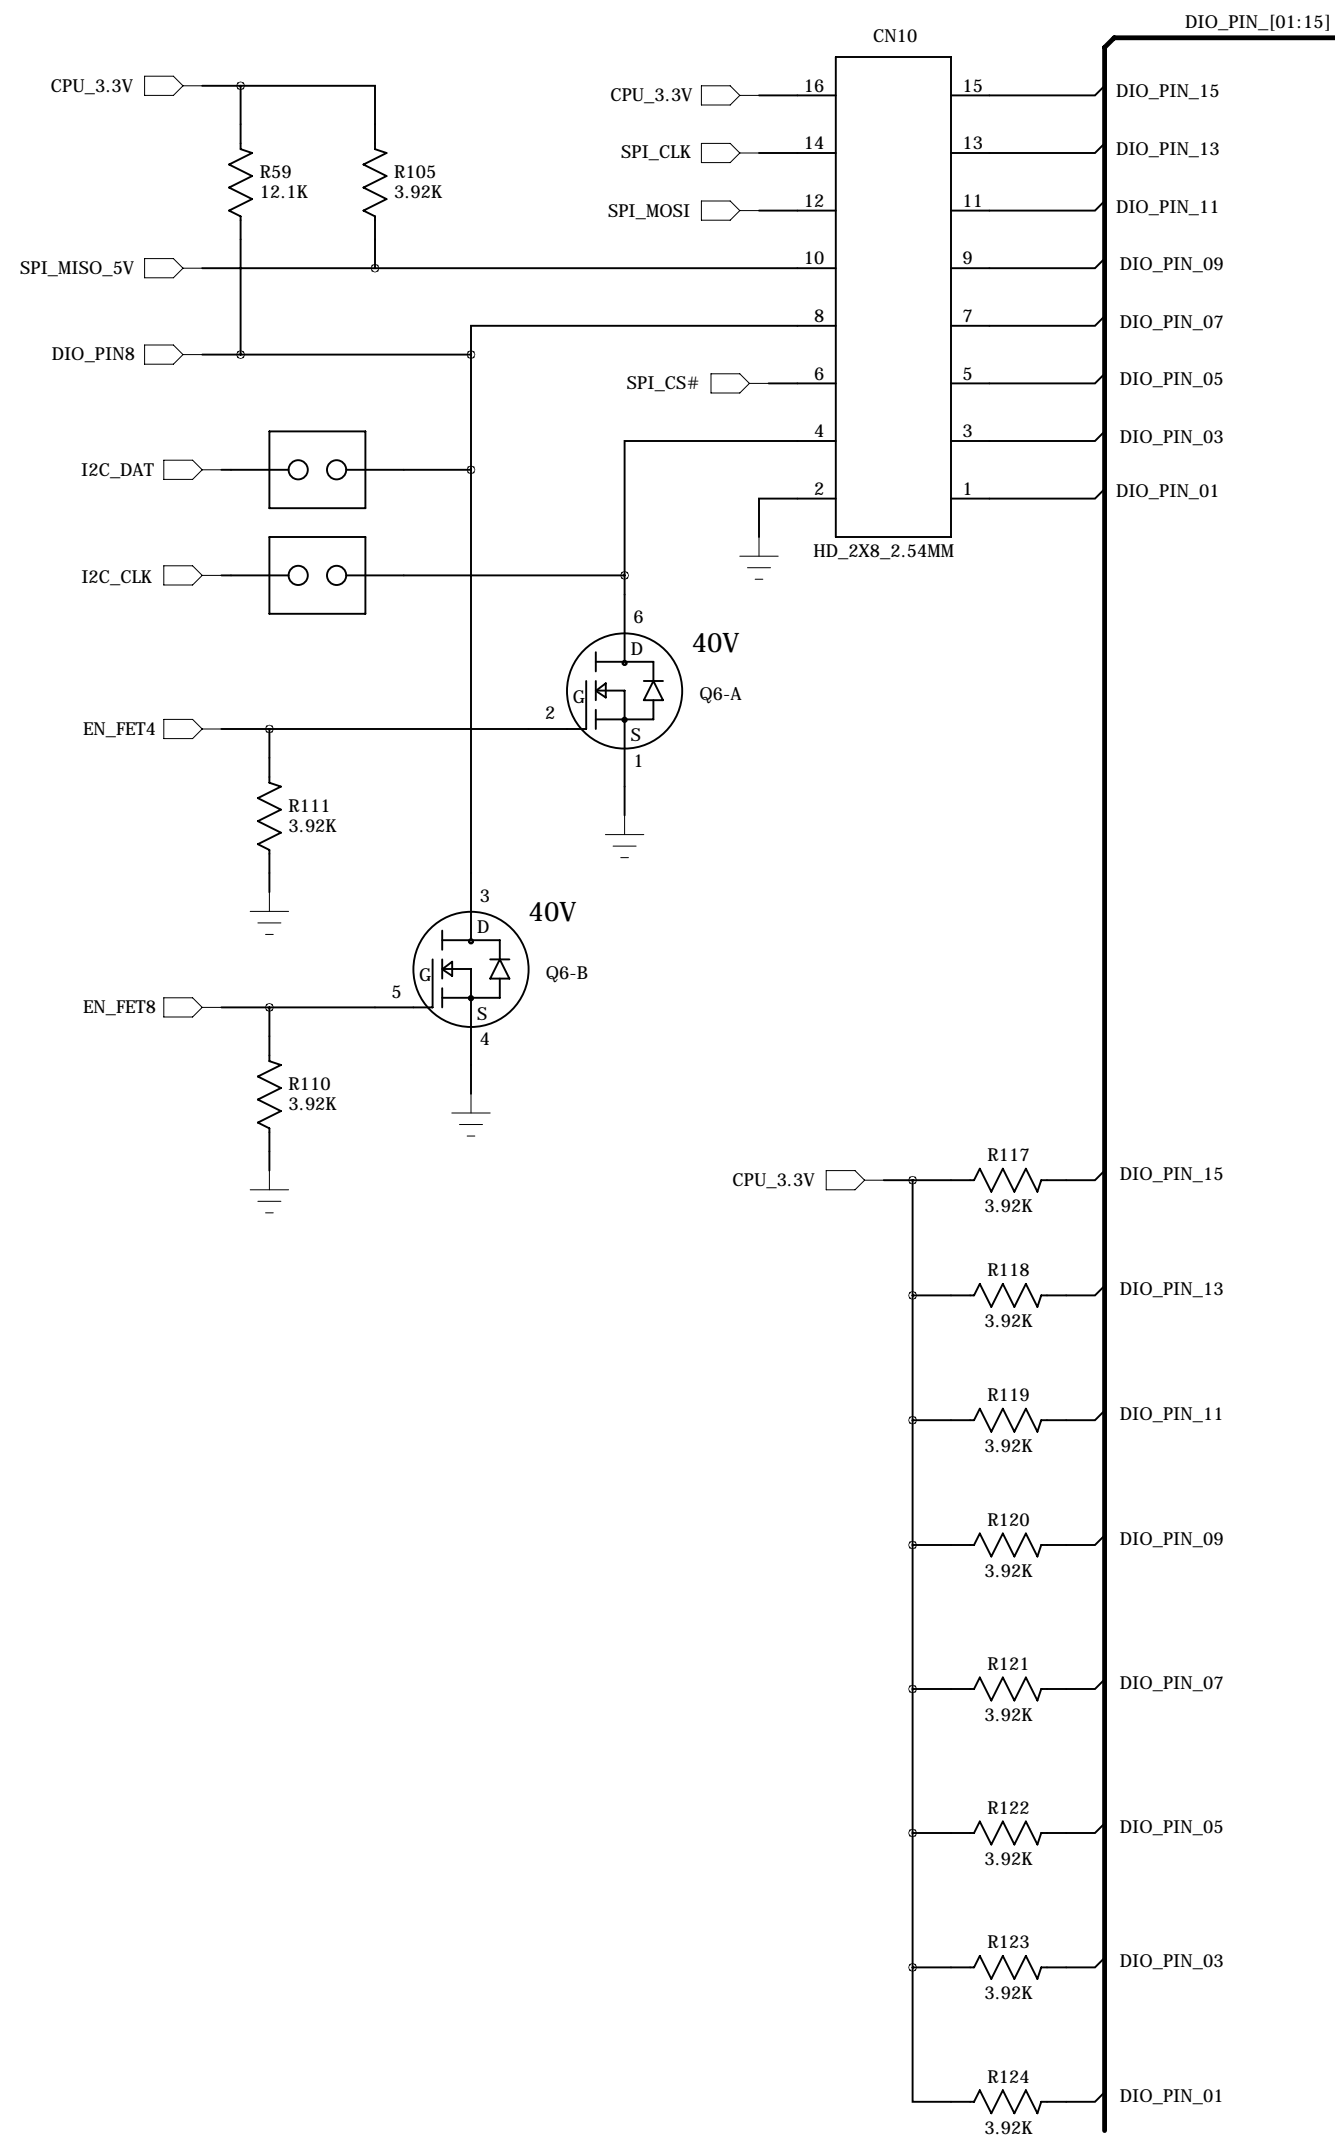 DIO_PIN_[01:15]
CN10
CPU_3.3V
R59
12.1K
R105
3.92K
SPI_MISO_5V
DIO_PIN8
I2C_DAT
I2C_CLK
CPU_3.3V
16
15
DIO_PIN_15
SPI_CLK
14
13
DIO_PIN_13
SPI_MOSI
12
11
DIO_PIN_11
10
9
DIO_PIN_09
8
7
DIO_PIN_07
SPI_CS#
6
5
DIO_PIN_05
4
3
DIO_PIN_03
2
1
DIO_PIN_01
HD_2X8_2.54MM
6
40V
D
G
Q6-A
S
2
1
EN_FET4
R111
3.92K
3
40V
D
G
Q6-B
S
5
4
EN_FET8
R110
3.92K
CPU_3.3V
R117
3.92K
DIO_PIN_15
R118
3.92K
DIO_PIN_13
R119
3.92K
DIO_PIN_11
R120
3.92K
DIO_PIN_09
R121
3.92K
DIO_PIN_07
R122
3.92K
DIO_PIN_05
R123
3.92K
DIO_PIN_03
R124
3.92K
DIO_PIN_01